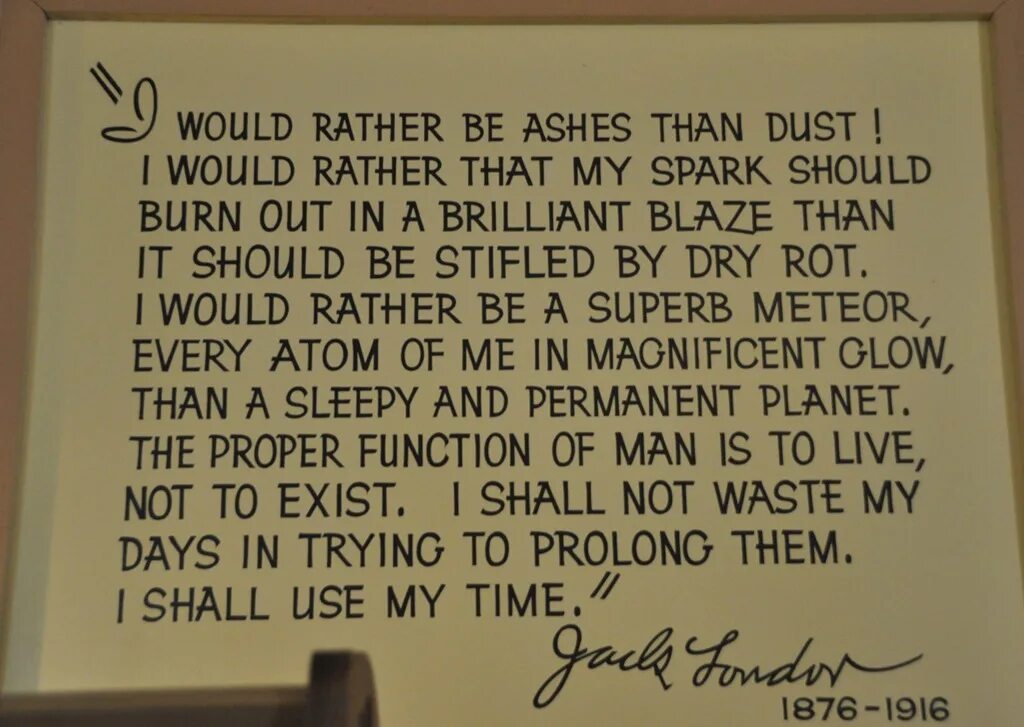 "I WOULD RATHER BE ASHES THAN DUST!
I WOULD RATHER THAT MY SPARK SHOULD
BURN OUT IN A BRILLIANT BLAZE THAN
IT SHOULD BE STIFLED BY DRY ROT.
I WOULD RATHER BE A SUPERB METEOR,
EVERY ATOM OF ME IN MAGNIFICENT GLOW,
THAN A SLEEPY AND PERMANENT PLANET.
THE PROPER FUNCTION OF MAN IS TO LIVE,
NOT TO EXIST. I SHALL NOT WASTE MY
DAYS IN TRYING TO PROLONG THEM.
I SHALL USE MY TIME."
Jack London
1876-1916